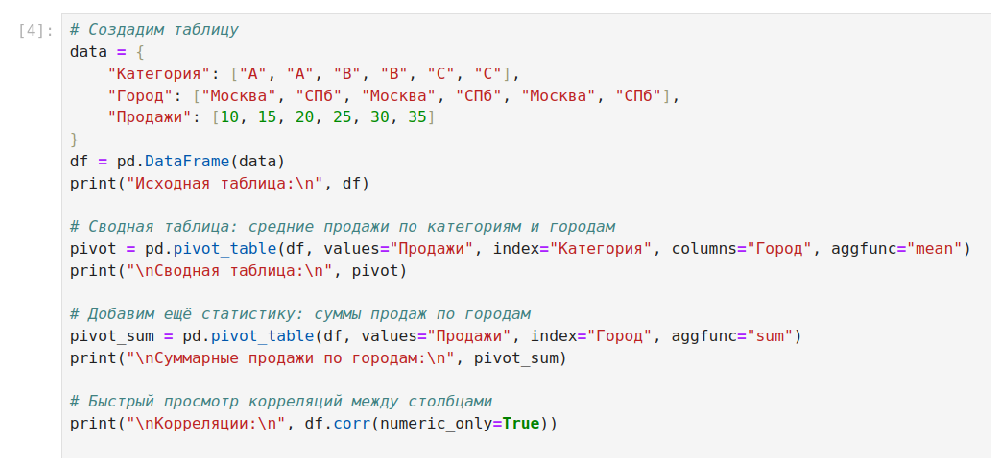 [4]:
# Создадим таблицу
data = {
    "Категория": ["A", "A", "B", "B", "C", "C"],
    "Город": ["Москва", "СПб", "Москва", "СПб", "Москва", "СПб"],
    "Продажи": [10, 15, 20, 25, 30, 35]
}
df = pd.DataFrame(data)
print("Исходная таблица:\n", df)
# Сводная таблица: средние продажи по категориям и городам
pivot = pd.pivot_table(df, values="Продажи", index="Категория", columns="Город", aggfunc="mean")
print("\nСводная таблица:\n", pivot)
# Добавим ещё статистику: суммы продаж по городам
pivot_sum = pd.pivot_table(df, values="Продажи", index="Город", aggfunc="sum")
print("\nСуммарные продажи по городам:\n", pivot_sum)
# Быстрый просмотр корреляций между столбцами
print("\nКорреляции:\n", df.corr(numeric_only=True))